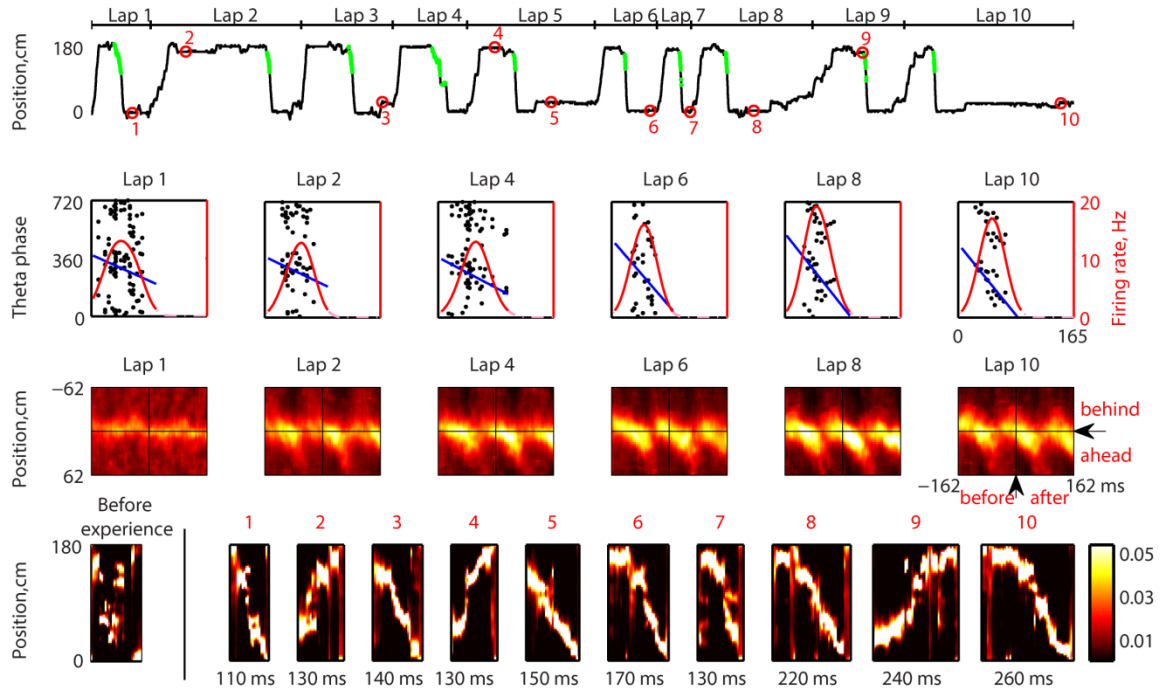 Lap 1 Lap 2 Lap 3 Lap 4 Lap 5 Lap 6 Lap 7 Lap 8 Lap 9 Lap 10
Position,cm
180
0
1 2 3 4 5 6 7 8 9 10
Lap 1 Lap 2 Lap 4 Lap 6 Lap 8 Lap 10
Theta phase
720
360
0
20
10
0
Firing rate, Hz
0 165
Lap 1 Lap 2 Lap 4 Lap 6 Lap 8 Lap 10
Position,cm
−62
62
behind
ahead
−162 before after 162 ms
Before
experience
1 2 3 4 5 6 7 8 9 10
Position,cm
180
0
0.05
0.03
0.01
110 ms 130 ms 140 ms 130 ms 150 ms 170 ms 130 ms 220 ms 240 ms 260 ms